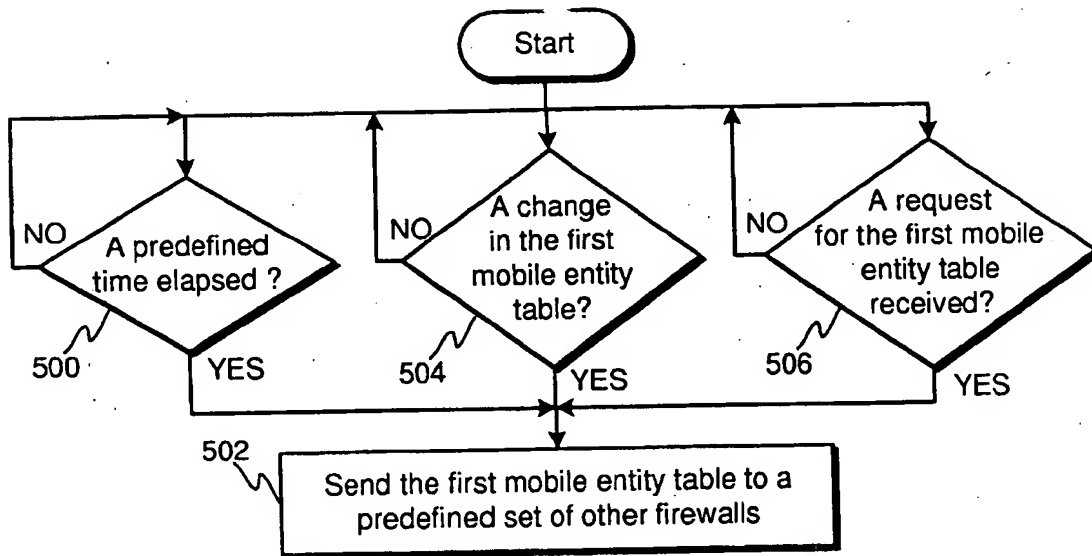 Start
NO
A predefined
time elapsed ?
500
YES
NO
A change
in the first
mobile entity
table?
504
YES
NO
A request
for the first mobile
entity table
received?
506
YES
502
Send the first mobile entity table to a
predefined set of other firewalls